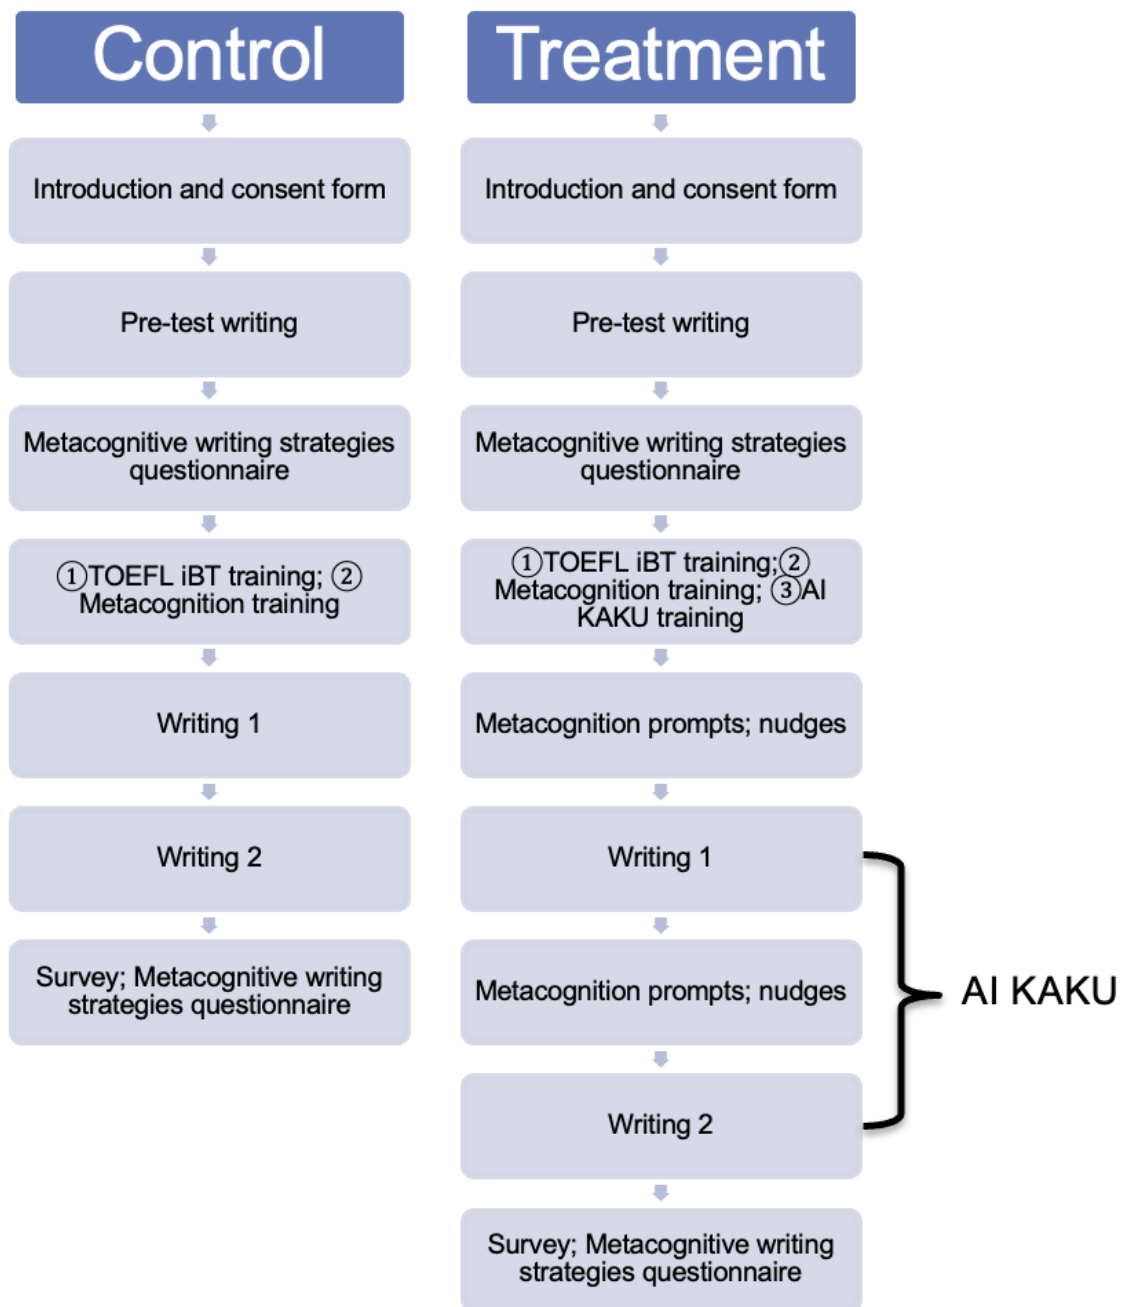 Control
Introduction and consent form
Pre-test writing
Metacognitive writing strategies
questionnaire
①TOEFL iBT training; ②
Metacognition training
Writing 1
Writing 2
Survey; Metacognitive writing
strategies questionnaire
Treatment
Introduction and consent form
Pre-test writing
Metacognitive writing strategies
questionnaire
①TOEFL iBT training;②
Metacognition training; ③AI
KAKU training
Metacognition prompts; nudges
Writing 1
Metacognition prompts; nudges
Writing 2
Survey; Metacognitive writing
strategies questionnaire
AI KAKU